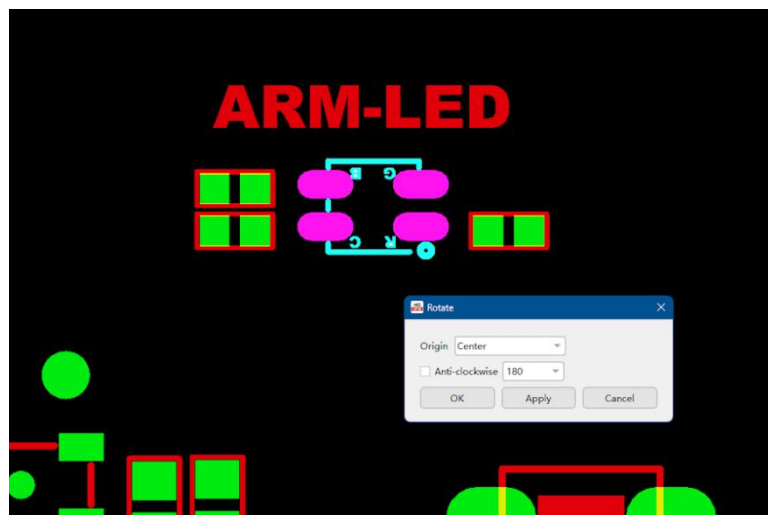 ARM-LED
B G
C R
Rotate
Origin Center
Anti-clockwise 180
OK Apply Cancel